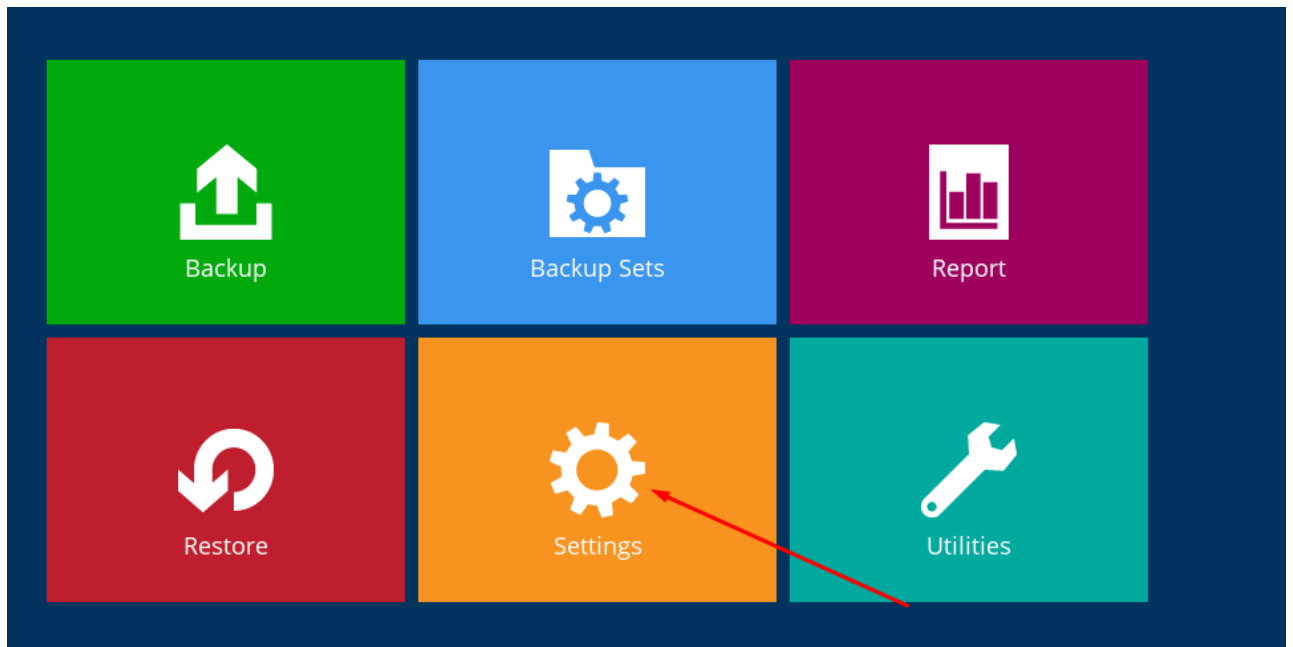 Backup
Backup Sets
Report
Restore
Settings
Utilities